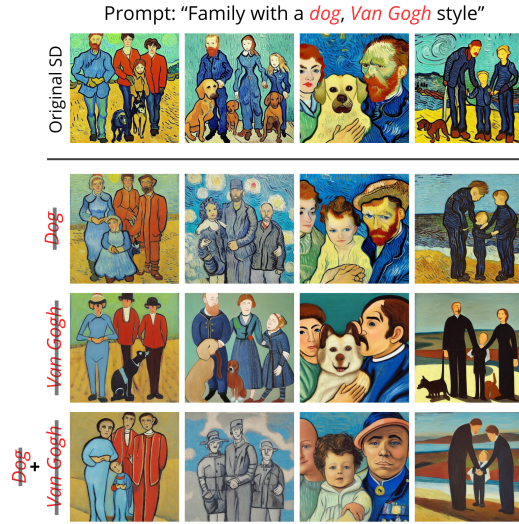 Prompt: “Family with a dog, Van Gogh style”
Original SD
Dog
Van Gogh
Dog
+
Van Gogh